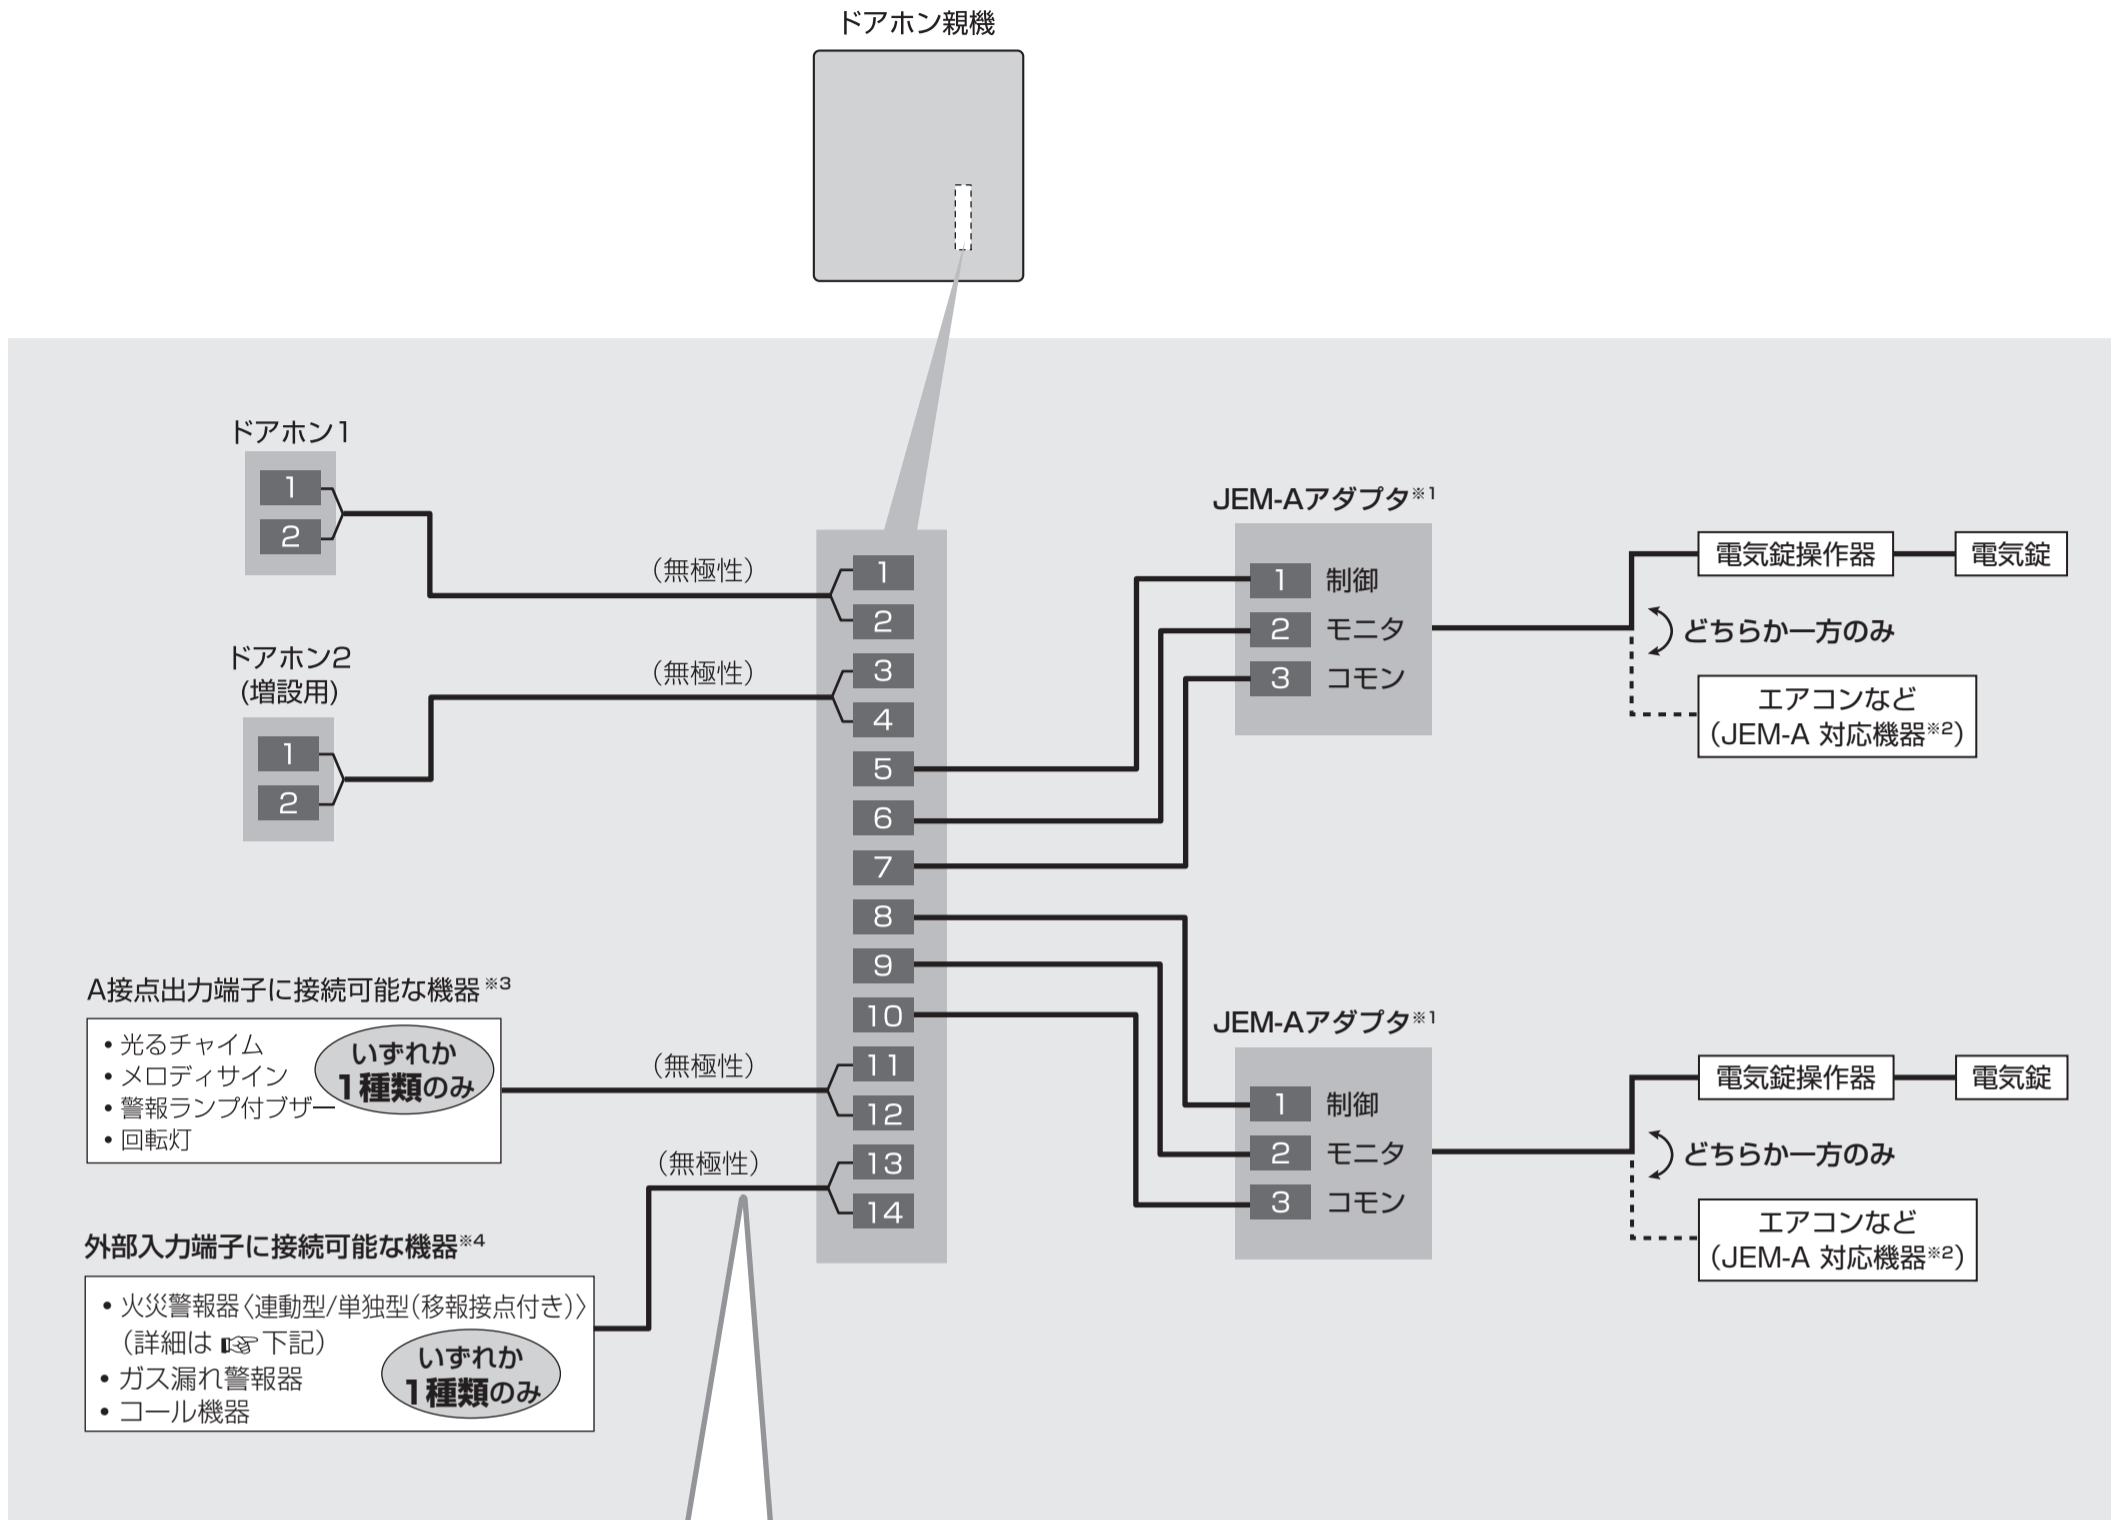 ドアホン親機
ドアホン1
1
2
(無極性)
ドアホン2
(増設用)
1
2
(無極性)
1
2
3
4
5
6
7
8
9
10
11
12
13
14
JEM-Aアダプタ※1
1 制御
2 モニタ
3 コモン
電気錠操作器
電気錠
どちらか一方のみ
エアコンなど
(JEM-A 対応機器※2)
A接点出力端子に接続可能な機器※3
• 光るチャイム
• メロディサイン
• 警報ランプ付ブザー
• 回転灯
いずれか
1種類のみ
(無極性)
(無極性)
外部入力端子に接続可能な機器※4
• 火災警報器〈連動型/単独型(移報接点付き)〉
(詳細は ☞ 下記)
• ガス漏れ警報器
• コール機器
いずれか
1種類のみ
JEM-Aアダプタ※1
1 制御
2 モニタ
3 コモン
電気錠操作器
電気錠
どちらか一方のみ
エアコンなど
(JEM-A 対応機器※2)